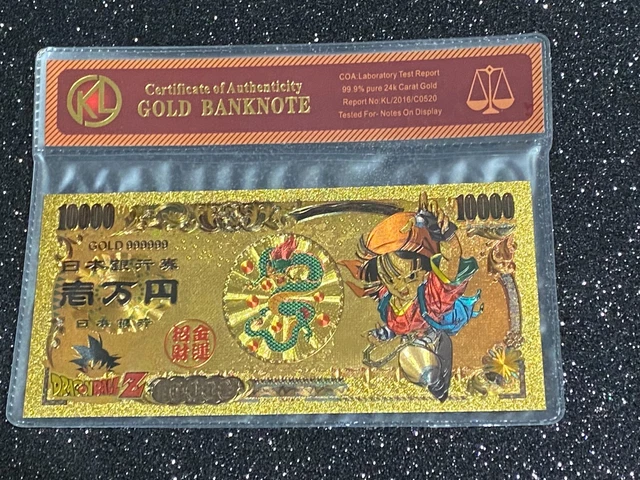 KL
Certificate of Authenticity
GOLD BANKNOTE
COA:Laboratory Test Report
99.9% pure 24k Carat Gold
Report No:KL/2016/C0520
Tested For- Notes On Display
10000
10000
GOLD 999999
日本銀行券
壱万円
日本銀行
招金
財運
DRAGON BALL Z